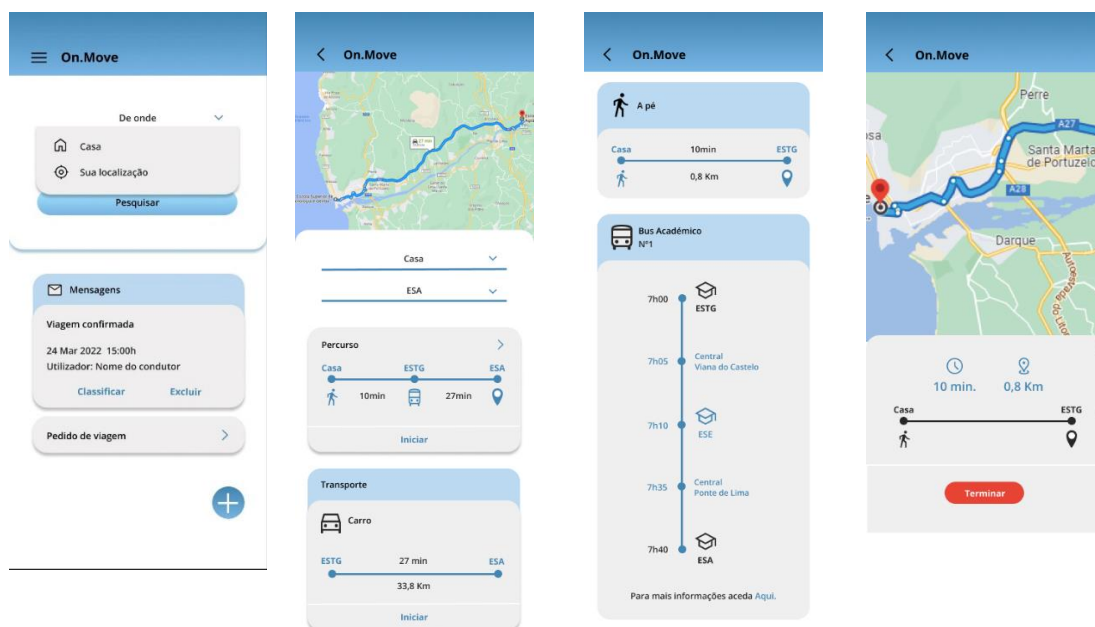 On.Move
De onde
Casa
Sua localização
Pesquisar
Mensagens
Viagem confirmada
24 Mar 2022 15:00h
Utilizador: Nome do condutor
Classificar Excluir
Pedido de viagem
On.Move
Casa
ESA
Percurso
Casa ESTG ESA
10min 27min
Iniciar
Transporte
Carro
ESTG 27 min ESA
33,8 Km
Iniciar
On.Move
A pé
Casa 10min ESTG
0,8 Km
Bus Académico
Nº1
7h00 ESTG
7h05 Central
Viana do Castelo
7h10 ESE
7h35 Central
Ponte de Lima
7h40 ESA
Para mais informações aceda Aqui.
On.Move
Perre
A27
Santa Marta
de Portuzelo
A28
Darque
10 min. 0,8 Km
Casa ESTG
Terminar